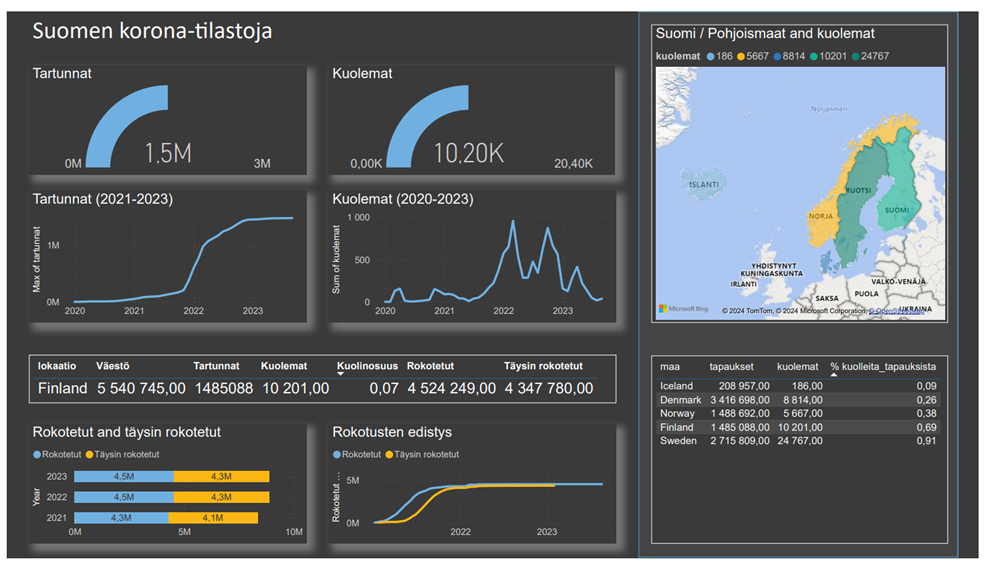 Suomen korona-tilastoja
Tartunnat
0M
1,5M
3M
Kuolemat
0,00K
10,20K
20,40K
Tartunnat (2021-2023)
Max of tartunnat
1M
0M
2020 2021 2022 2023
Kuolemat (2020-2023)
Sum of kuolemat
1 000
500
0
2020 2021 2022 2023
lokaatio Väestö Tartunnat Kuolemat Kuolinosuus Rokotetut Täysin rokotetut
Finland 5 540 745,00 1485088 10 201,00 0,07 4 524 249,00 4 347 780,00
Rokotetut and täysin rokotetut
Rokotetut Täysin rokotetut
Year
2023 4,5M 4,3M
2022 4,5M 4,3M
2021 4,3M 4,1M
0M 5M 10M
Rokotusten edistys
Rokotetut Täysin rokotetut
Rokotetut ...
5M
0M
2022 2023
Suomi / Pohjoismaat and kuolemat
kuolemat 186 5667 8814 10201 24767
Norjanmeri
ISLANTI
RUOTSI
NORJA
SUOMI
YHDISTYNYT
KUNINGASKUNTA
IRLANTI
VALKO-VENÄJÄ
SAKSA
PUOLA
UKRAINA
Microsoft Bing
© 2024 TomTom, © 2024 Microsoft Corporation, © OpenStreetMap
maa tapaukset kuolemat % kuolleita_tapauksista
Iceland 208 957,00 186,00 0,09
Denmark 3 416 698,00 8 814,00 0,26
Norway 1 488 692,00 5 667,00 0,38
Finland 1 485 088,00 10 201,00 0,69
Sweden 2 715 809,00 24 767,00 0,91